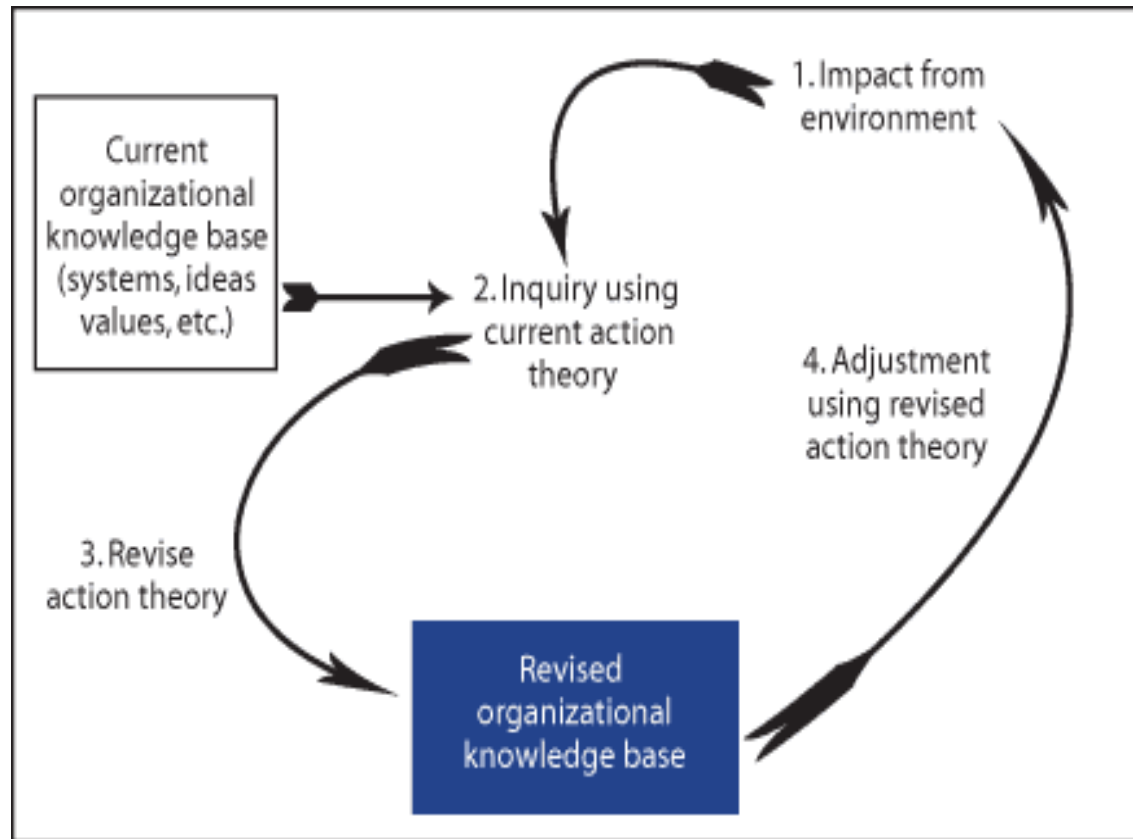 1. Impact from
environment
Current
organizational
knowledge base
(systems, ideas
values, etc.)
2. Inquiry using
current action
theory
4. Adjustment
using revised
action theory
3. Revise
action theory
Revised
organizational
knowledge base